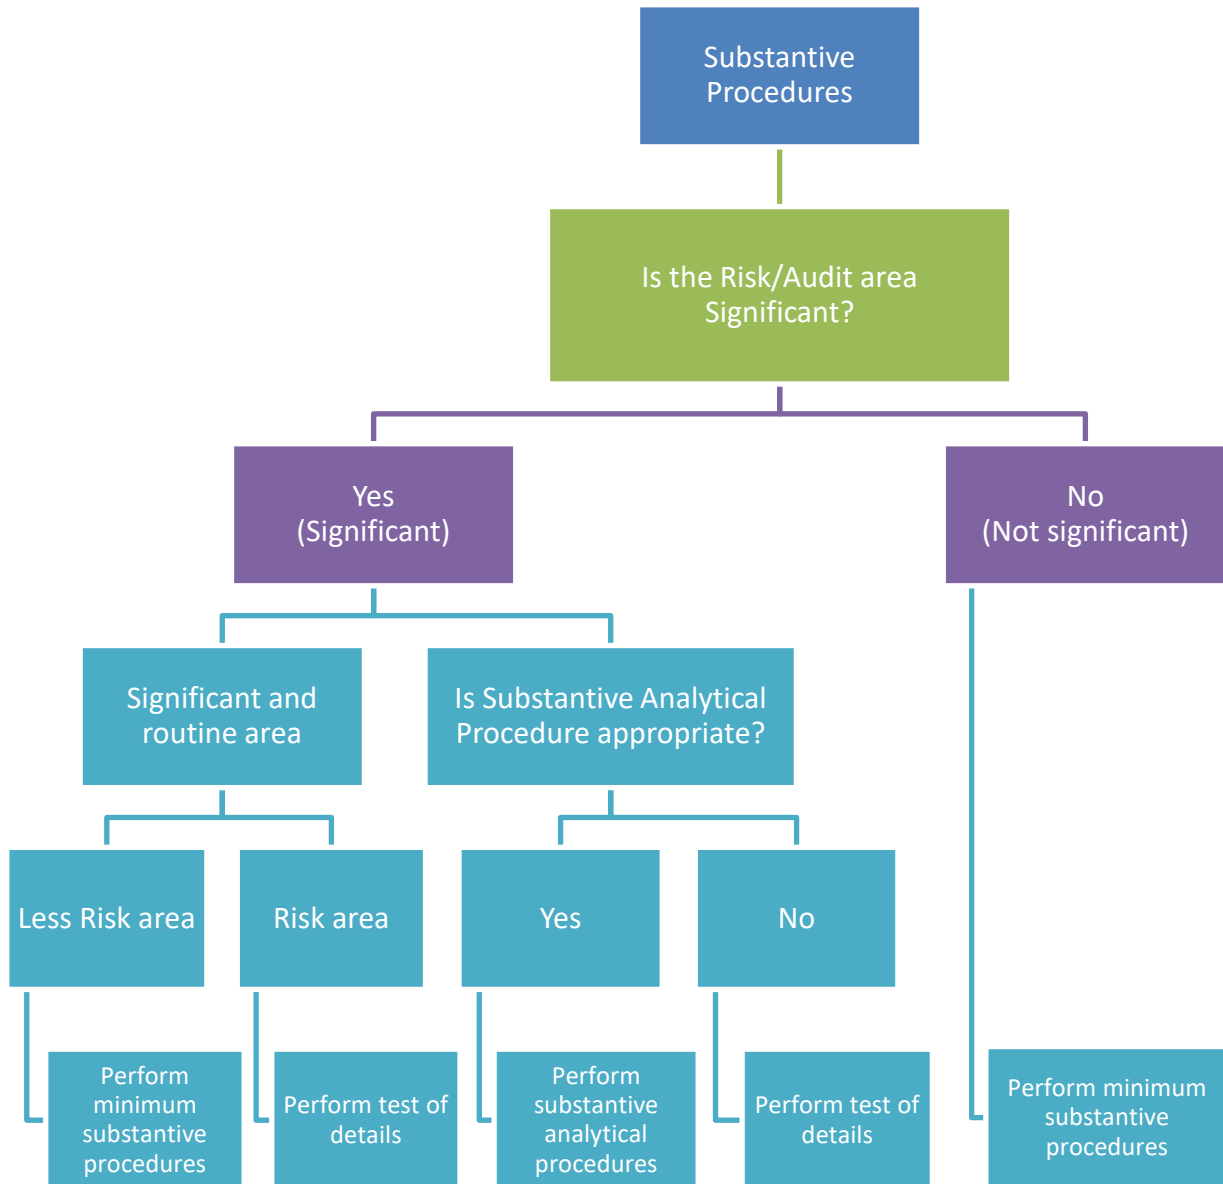 Substantive
Procedures
Is the Risk/Audit area
Significant?
Yes
(Significant)
No
(Not significant)
Significant and
routine area
Is Substantive Analytical
Procedure appropriate?
Less Risk area
Risk area
Yes
No
Perform
minimum
substantive
procedures
Perform test of
details
Perform
substantive
analytical
procedures
Perform test of
details
Perform minimum
substantive
procedures